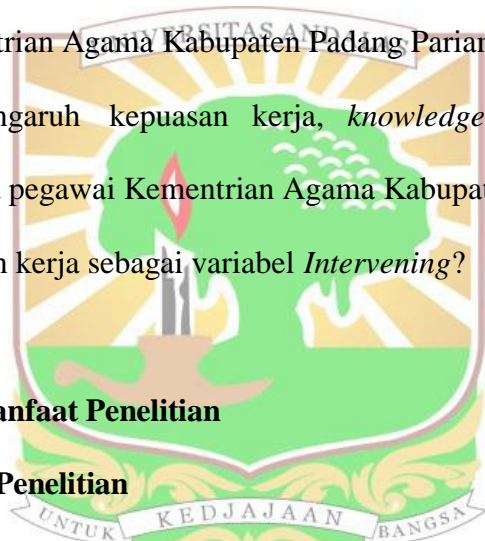 UNIVERSITAS ANDALAS
trian Agama Kabupaten Padang Parian
ngaruh kepuasan kerja, knowledge
pegawai Kementrian Agama Kabupat
n kerja sebagai variabel Intervening?
anfaat Penelitian
Penelitian
UNTUK KEDJAJAAN BANGSA